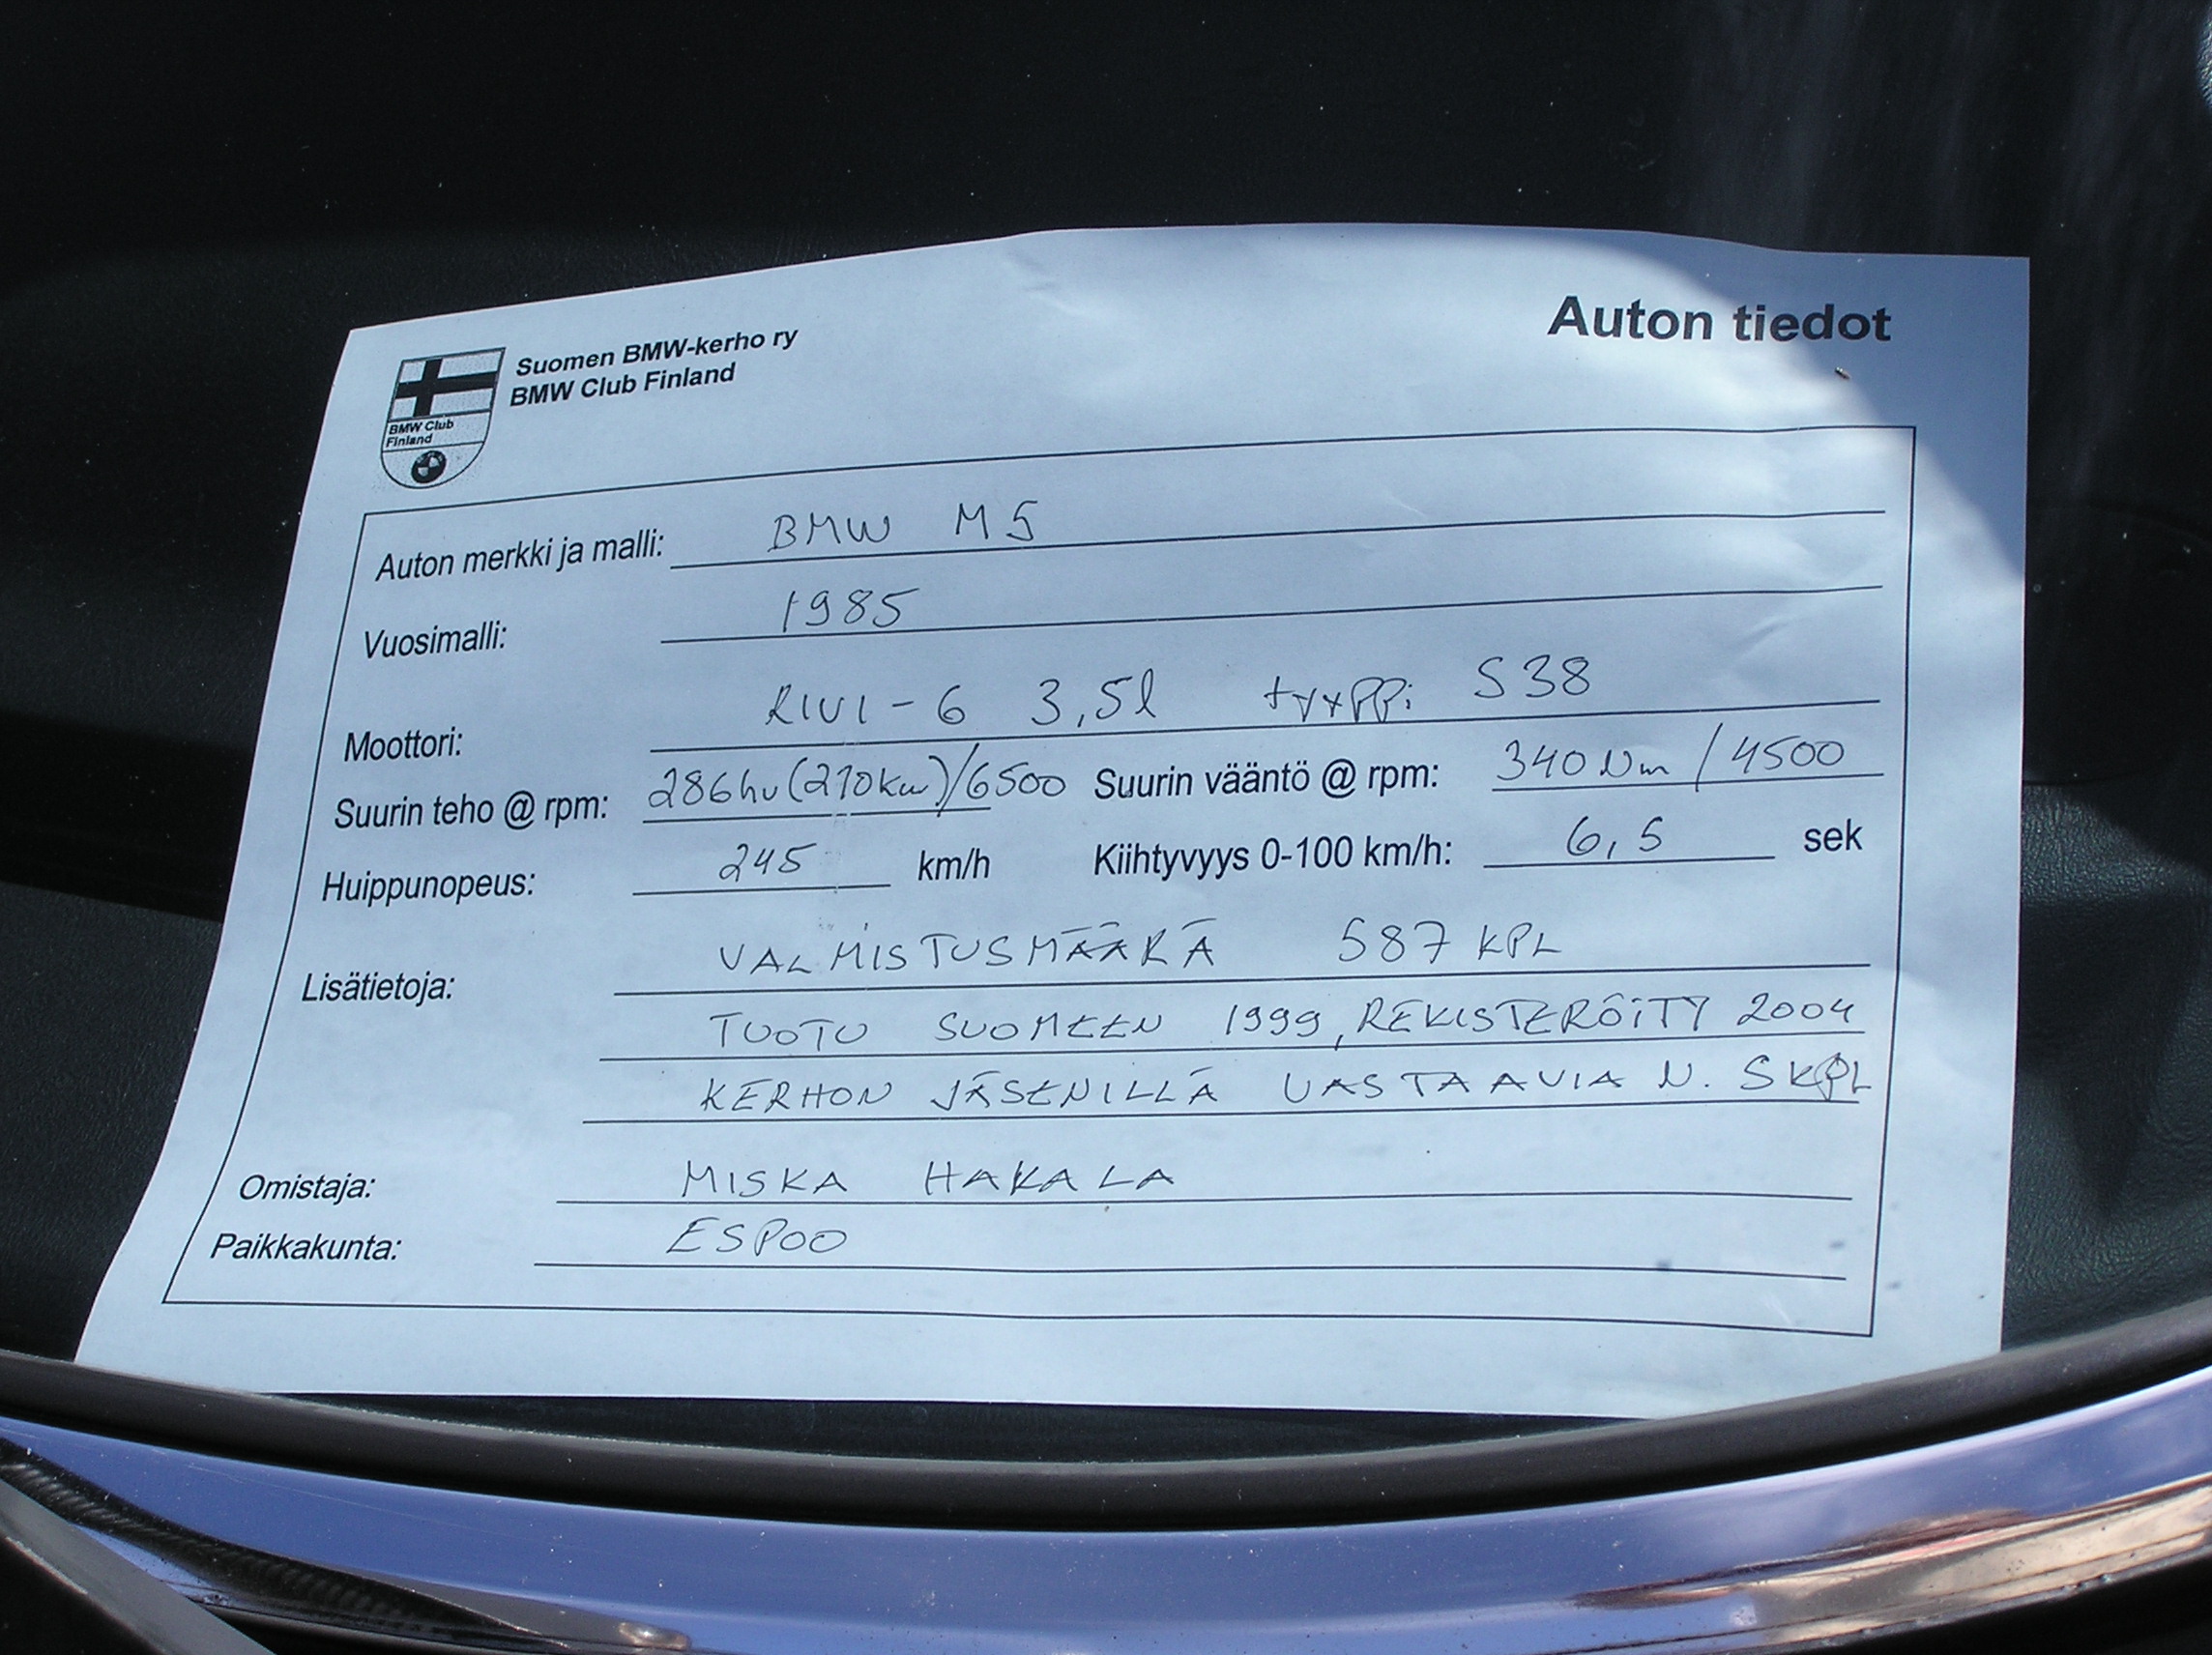 Suomen BMW-kerho ry
BMW Club Finland
Auton tiedot
BMW Club
Finland
Auton merkki ja malli: BMW M5
Vuosimalli: 1985
Moottori: RIVI-6 3,5l tyyppi S38
Suurin teho @ rpm: 286hv(210kw)/6500 Suurin vääntö @ rpm: 340Nm/4500
Huippunopeus: 245 km/h Kiihtyvyys 0-100 km/h: 6,5 sek
Lisätietoja: VALMISTUSMÄÄRÄ 587 KPL
TUOTU SUOMEEN 1999, REKISTERÖITY 2004
KERHON JÄSENILLÄ VASTAAVIA N. 5KPL
Omistaja: MISKA HAKALA
Paikkakunta: ESPOO